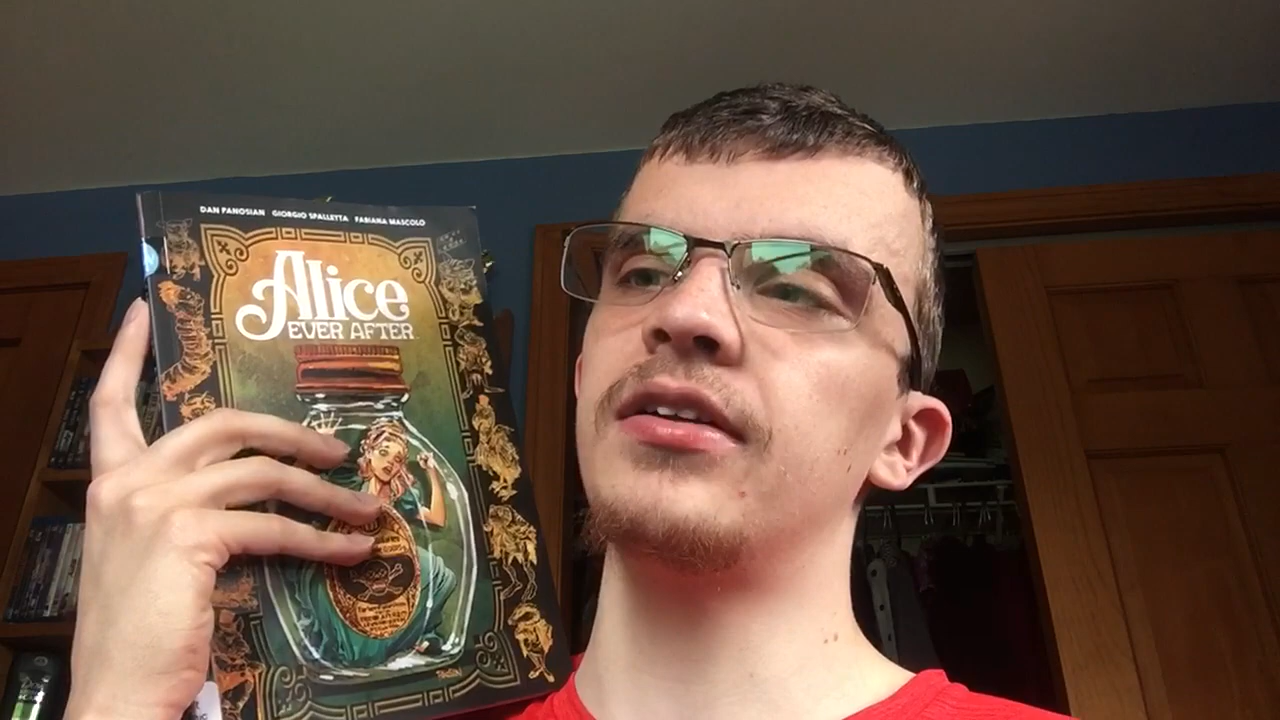 DAN PANOSIAN GIORGIO SPALLETTA FABIANA MASCOLO
Alice
EVER AFTER